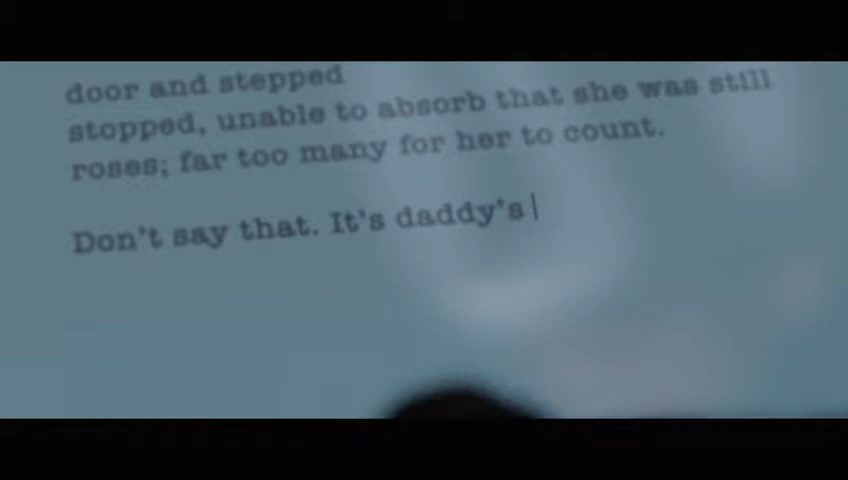 door and stepped
stopped, unable to absorb that she was still
roses; far too many for her to count.
Don't say that. It's daddy's